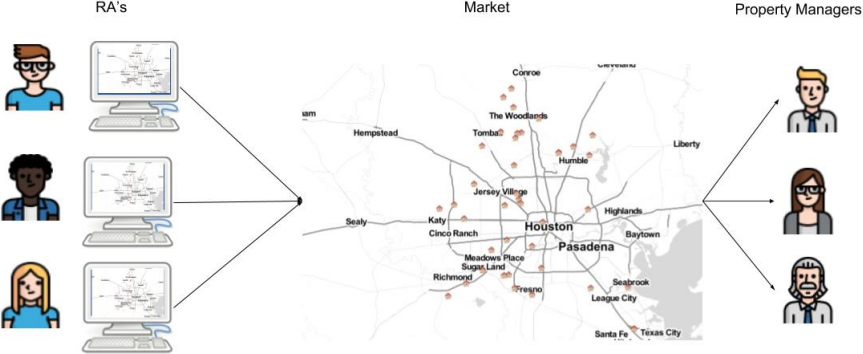 RA's
Market
Property Managers
Conroe
Cleveland
The Woodlands
Tomba
Hempstead
Humble
Liberty
Jersey Village
Katy
Highlands
Sealy
Houston
Cinco Ranch
Baytown
Pasadena
Meadows Place
Sugar Land
Richmond
Seabrook
Fresno
League City
Santa Fe
Texas City